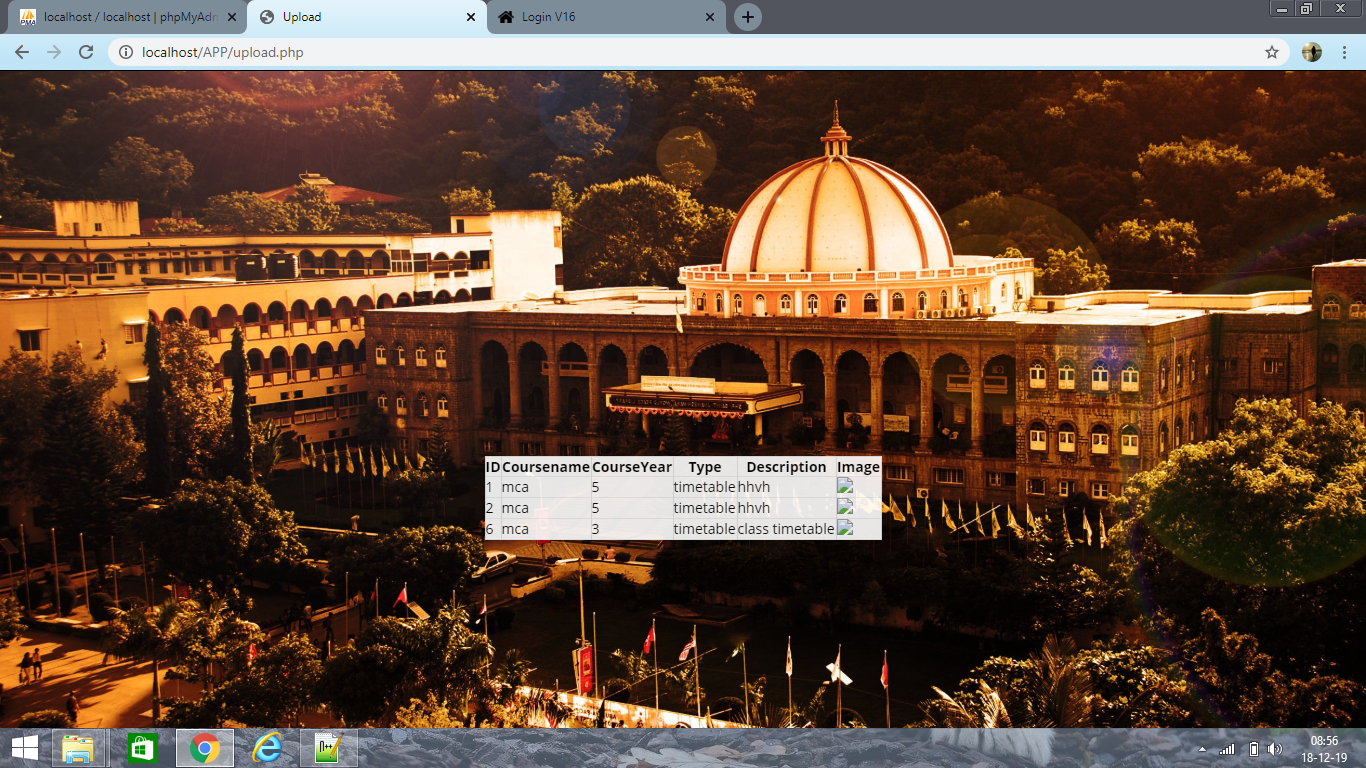 localhost / localhost | phpMyAdm
Upload
Login V16
localhost/APP/upload.php
ID Coursename CourseYear Type Description Image
1 mca 5 timetable hhvh
2 mca 5 timetable hhvh
6 mca 3 timetable class timetable
08:56
18-12-19